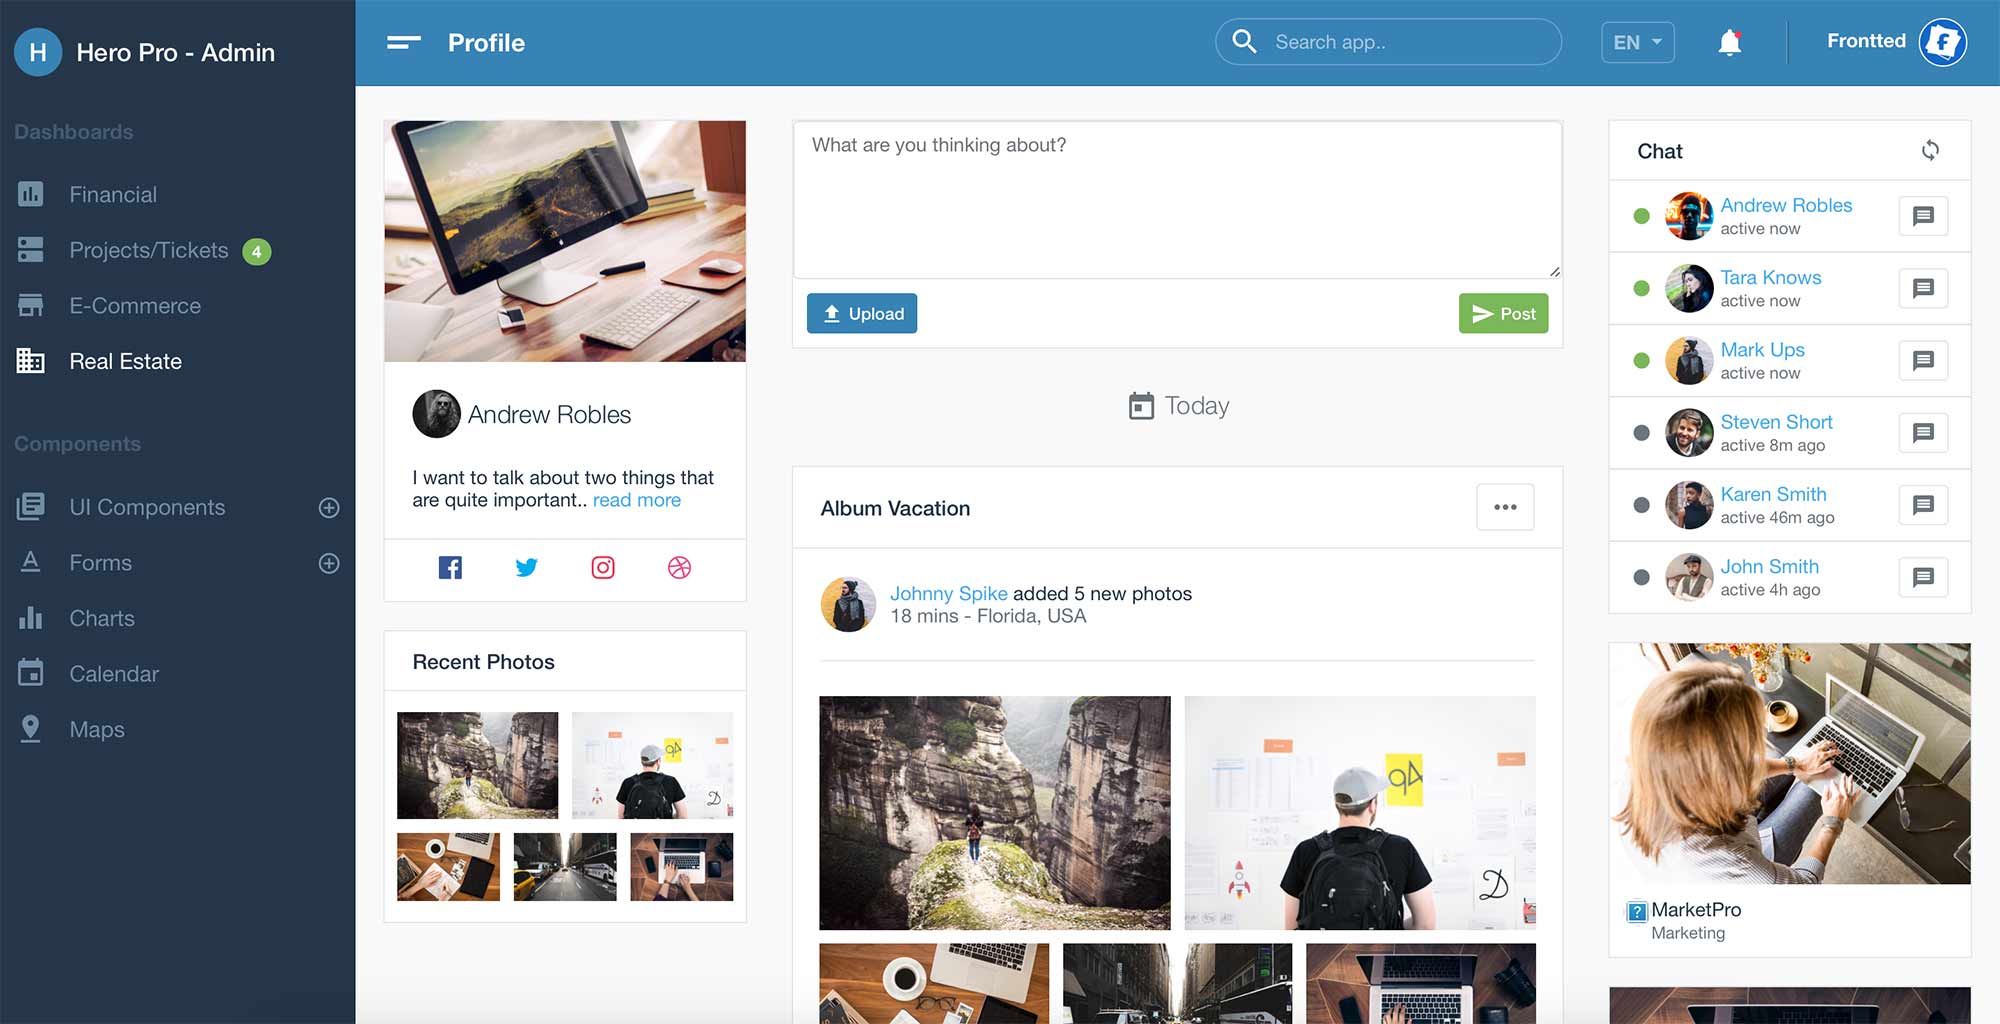 H Hero Pro - Admin
Dashboards
Financial
Projects/Tickets 4
E-Commerce
Real Estate
Components
UI Components
Forms
Charts
Calendar
Maps
Profile
Search app..
EN
Frontted
Andrew Robles
I want to talk about two things that
are quite important.. read more
Recent Photos
What are you thinking about?
Upload
Post
Today
Album Vacation
Johnny Spike added 5 new photos
18 mins - Florida, USA
Chat
Andrew Robles
active now
Tara Knows
active now
Mark Ups
active now
Steven Short
active 8m ago
Karen Smith
active 46m ago
John Smith
active 4h ago
MarketPro
Marketing